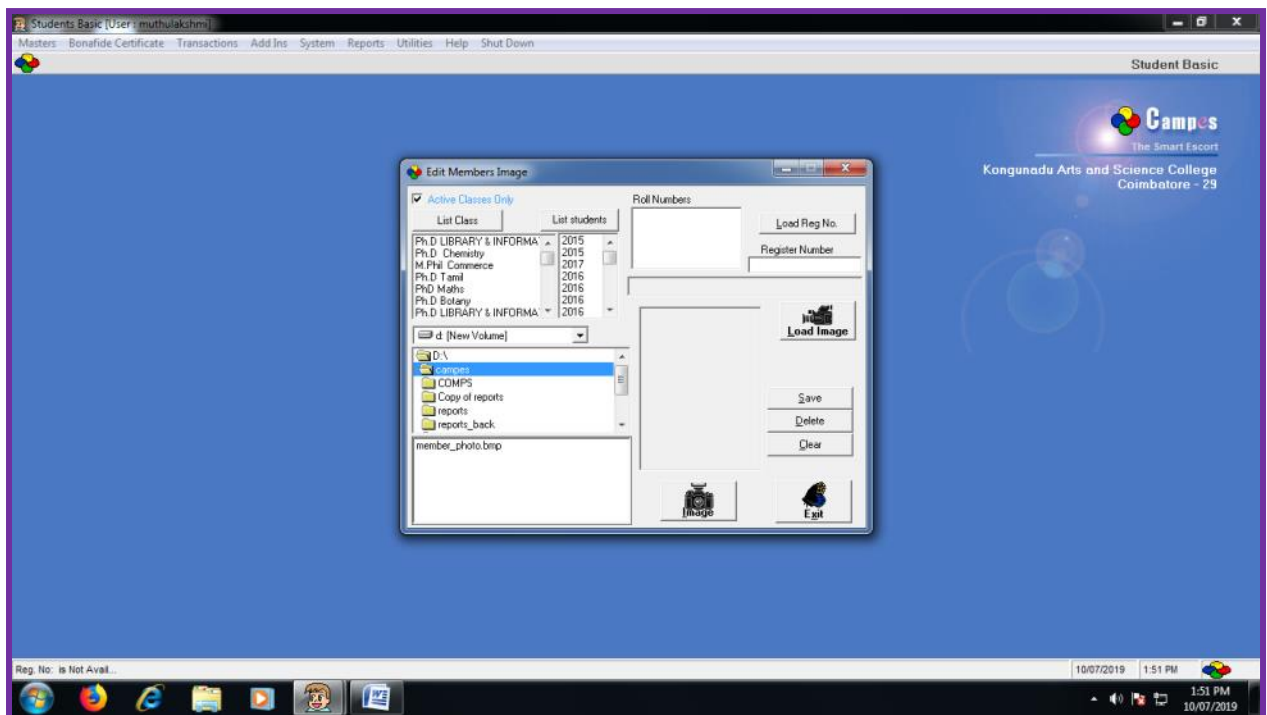 Students Basic [User : muthulakshmi]
Masters Bonafide Certificate Transactions Add Ins System Reports Utilities Help Shut Down
Student Basic
Campes
The Smart Escort
Kongunadu Arts and Science College
Coimbatore - 29
Edit Members Image
Active Classes Only
List Class
List students
Ph.D LIBRARY & INFORMA 2015
Ph.D Chemistry 2015
M.Phil Commerce 2017
Ph.D Tamil 2016
PhD Maths 2016
Ph.D Botany 2016
Ph.D LIBRARY & INFORMA 2016
d: [New Volume]
D:\
campes
COMPS
Copy of reports
reports
reports_back
member_photo.bmp
Roll Numbers
Load Reg No.
Register Number
Load Image
Save
Delete
Clear
Image
Exit
Reg. No: is Not Avail...
10/07/2019 1:51 PM
1:51 PM
10/07/2019